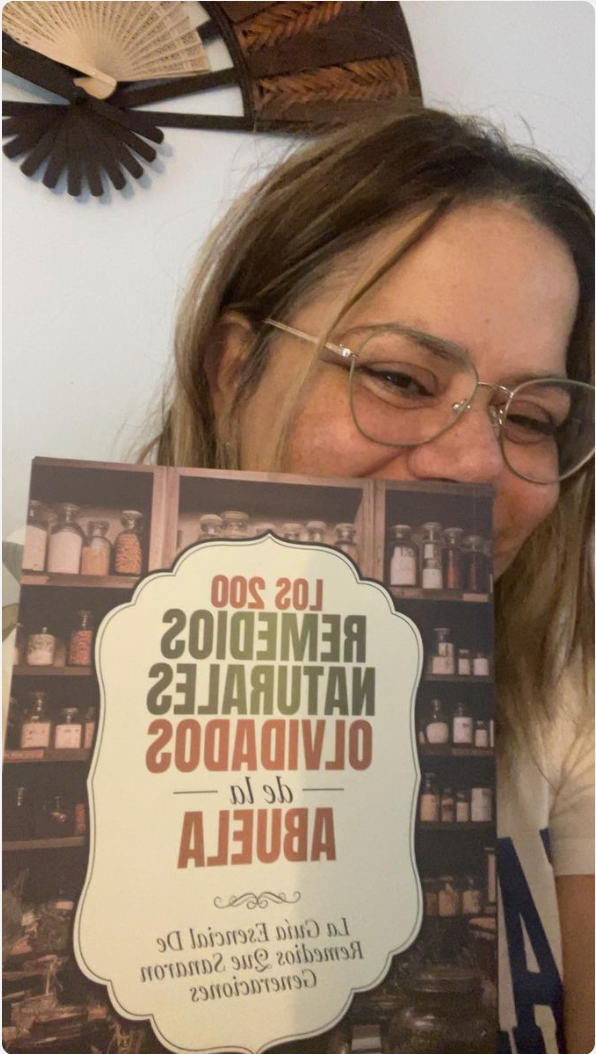 LOS 200
REMEDIOS
NATURALES
OLVIDADOS
de la
ABUELA
La Guía Esencial De
Remedios Que Sanaron
Generaciones